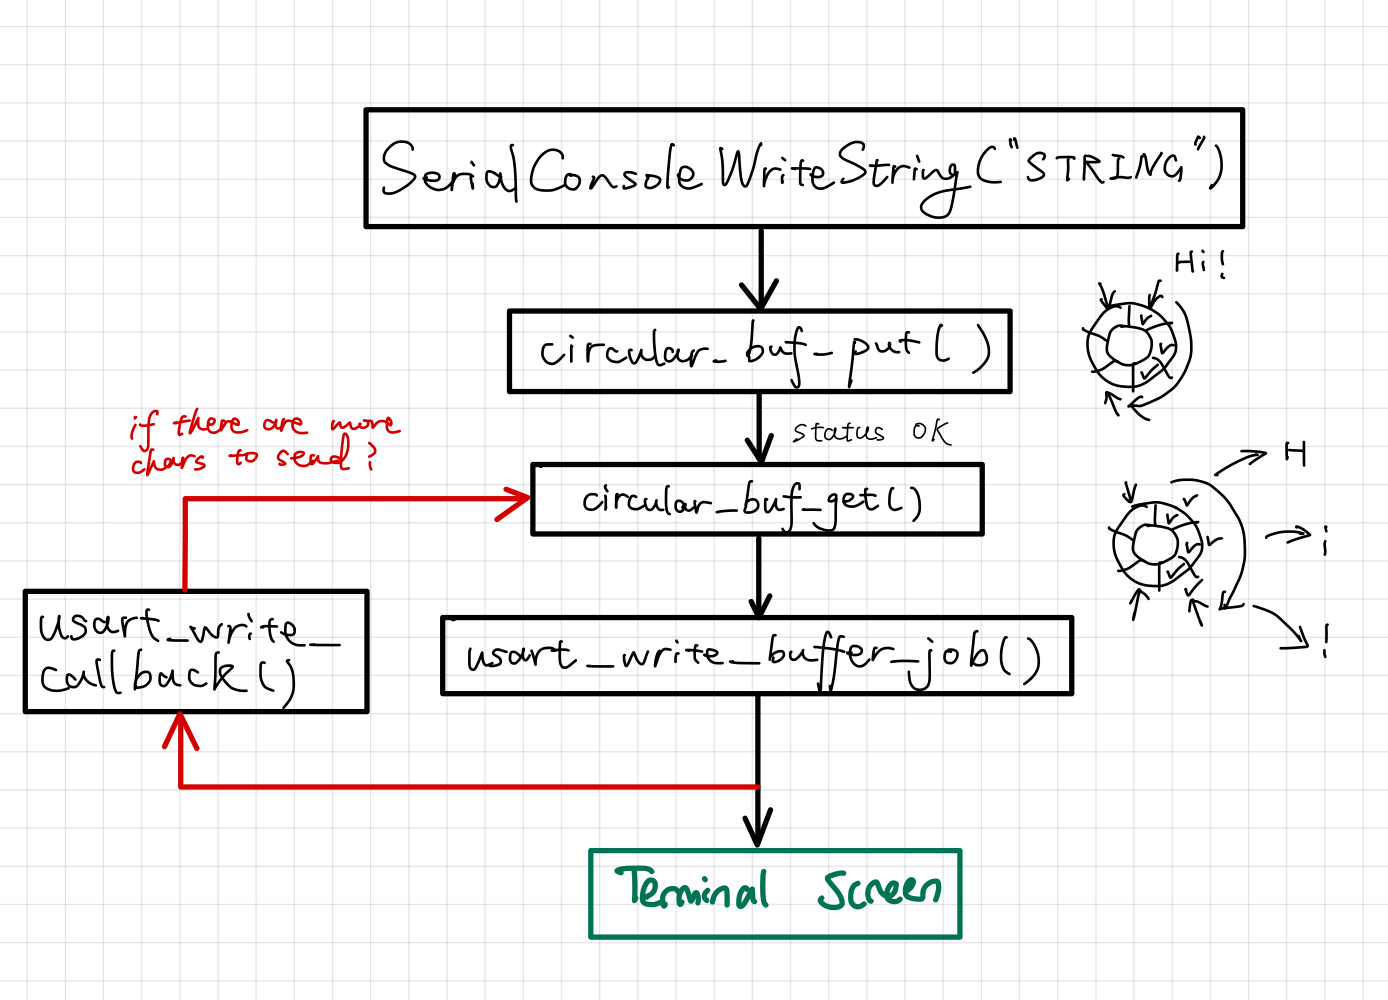 SerialConsoleWriteString("STRING")
Hi!
circular_buf_put()
status OK
if there are more
chars to send?
circular_buf_get()
H
i
!
usart_write_
callback()
usart_write_buffer_job()
Terminal Screen